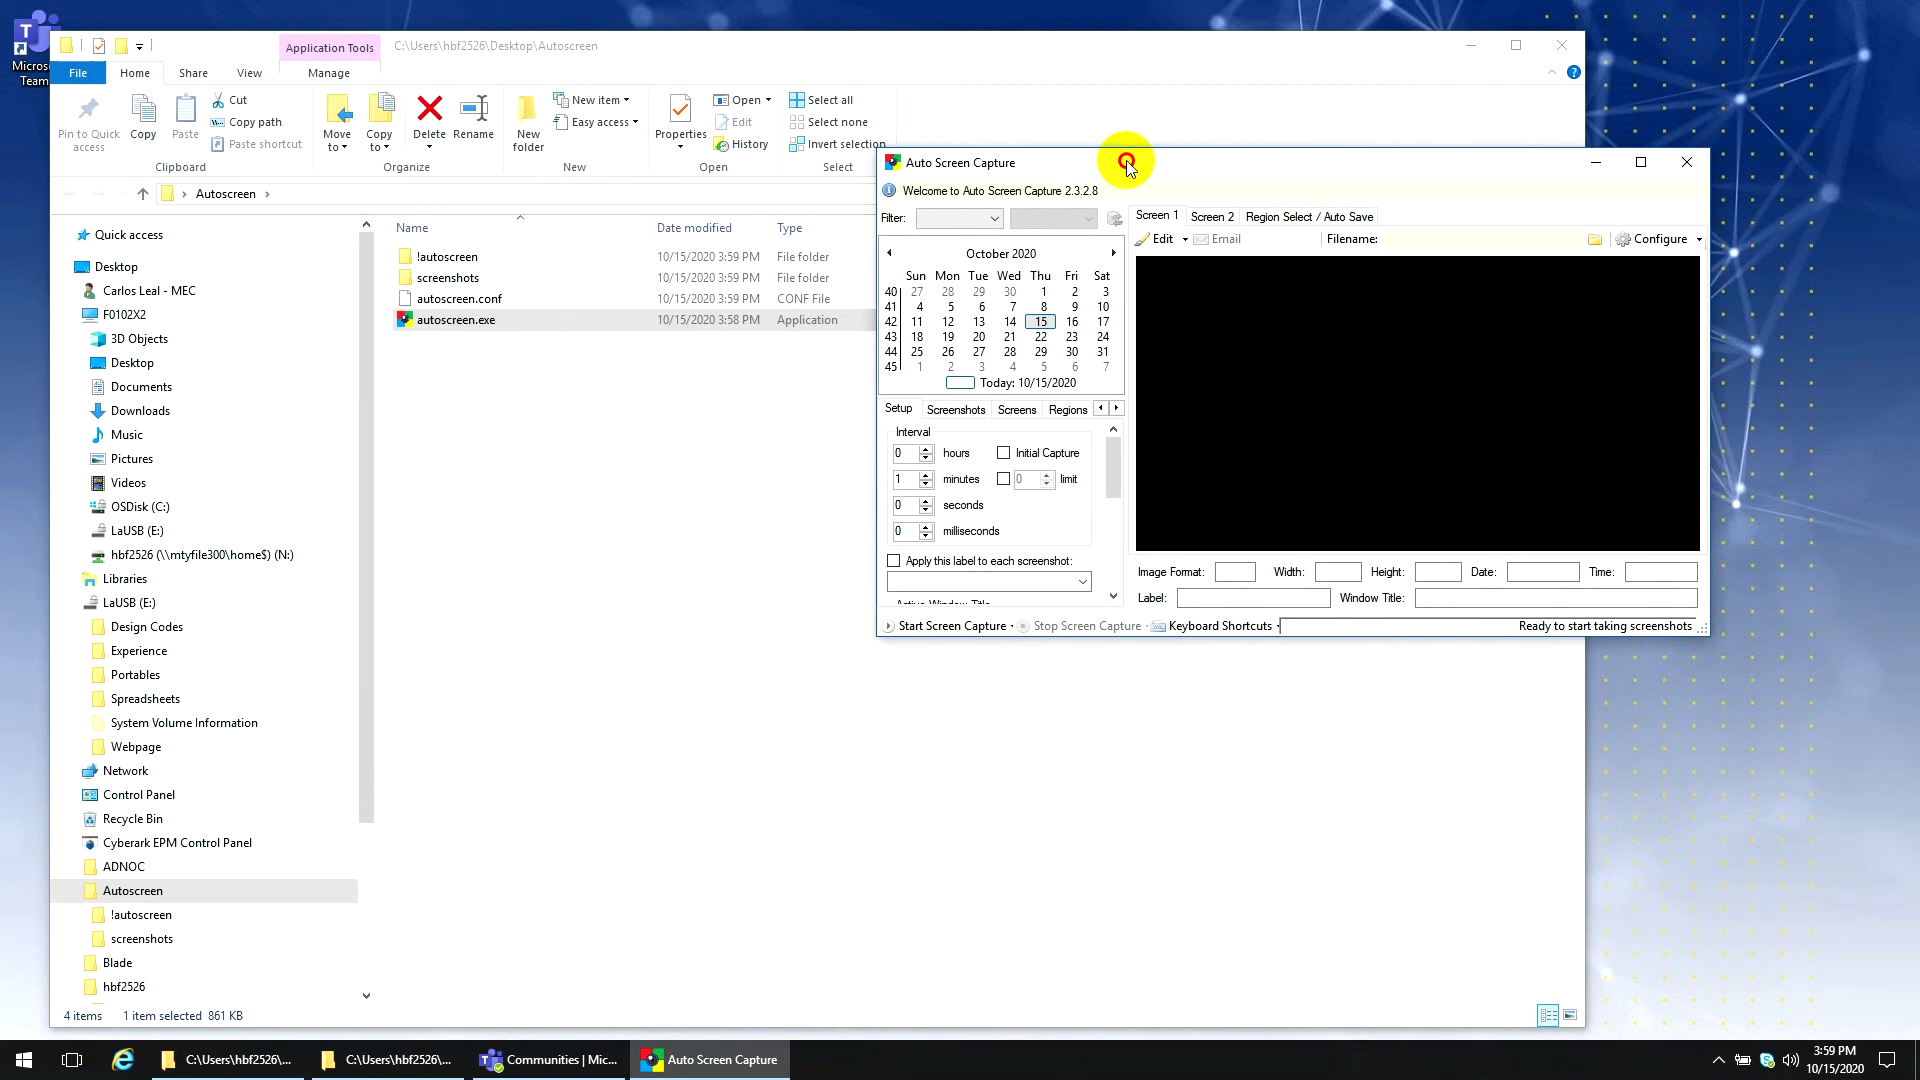 Micros
Team
Application Tools
C:\Users\hbf2526\Desktop\Autoscreen
File
Home
Share
View
Manage
Pin to Quick access
Copy
Paste
Cut
Copy path
Paste shortcut
Clipboard
Move to
Copy to
Delete
Rename
Organize
New folder
New item
Easy access
New
Properties
Open
Edit
History
Open
Select all
Select none
Invert selection
Select
Autoscreen
Quick access
Desktop
Carlos Leal - MEC
F0102X2
3D Objects
Desktop
Documents
Downloads
Music
Pictures
Videos
OSDisk (C:)
LaUSB (E:)
hbf2526 (\\mtyfile300\home$) (N:)
Libraries
LaUSB (E:)
Design Codes
Experience
Portables
Spreadsheets
System Volume Information
Webpage
Network
Control Panel
Recycle Bin
Cyberark EPM Control Panel
ADNOC
Autoscreen
!autoscreen
screenshots
Blade
hbf2526
Name Date modified Type
!autoscreen 10/15/2020 3:59 PM File folder
screenshots 10/15/2020 3:59 PM File folder
autoscreen.conf 10/15/2020 3:59 PM CONF File
autoscreen.exe 10/15/2020 3:58 PM Application
4 items 1 item selected 861 KB
Auto Screen Capture
Welcome to Auto Screen Capture 2.3.2.8
Filter:
October 2020
Sun Mon Tue Wed Thu Fri Sat
40 27 28 29 30 1 2 3
41 4 5 6 7 8 9 10
42 11 12 13 14 15 16 17
43 18 19 20 21 22 23 24
44 25 26 27 28 29 30 31
45 1 2 3 4 5 6 7
Today: 10/15/2020
Setup Screenshots Screens Regions
Interval
0 hours Initial Capture
1 minutes 0 limit
0 seconds
0 milliseconds
Apply this label to each screenshot:
Active Window Title
Screen 1 Screen 2 Region Select / Auto Save
Edit Email Filename: Configure
Image Format: Width: Height: Date: Time:
Label: Window Title:
Start Screen Capture Stop Screen Capture Keyboard Shortcuts Ready to start taking screenshots
C:\Users\hbf2526\...
C:\Users\hbf2526\...
Communities | Mic...
Auto Screen Capture
3:59 PM
10/15/2020